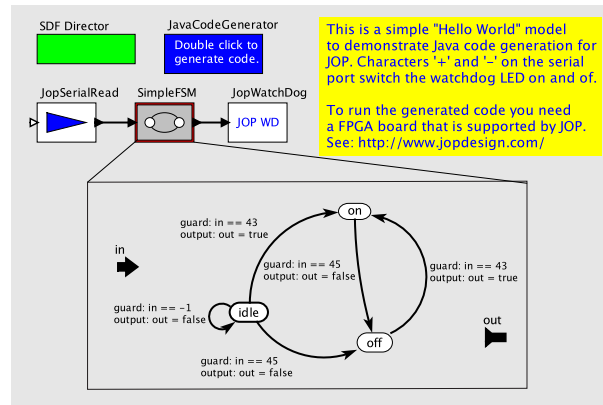 SDF Director
JavaCodeGenerator
Double click to
generate code.
This is a simple "Hello World" model
to demonstrate Java code generation for
JOP. Characters '+' and '-' on the serial
port switch the watchdog LED on and of.
To run the generated code you need
a FPGA board that is supported by JOP.
See: http://www.jopdesign.com/
JopSerialRead
SimpleFSM
JopWatchDog
JOP WD
on
guard: in == 43
output: out = true
in
guard: in == 45
output: out = false
guard: in == 43
output: out = true
guard: in == -1
output: out = false
idle
off
out
guard: in == 45
output: out = false